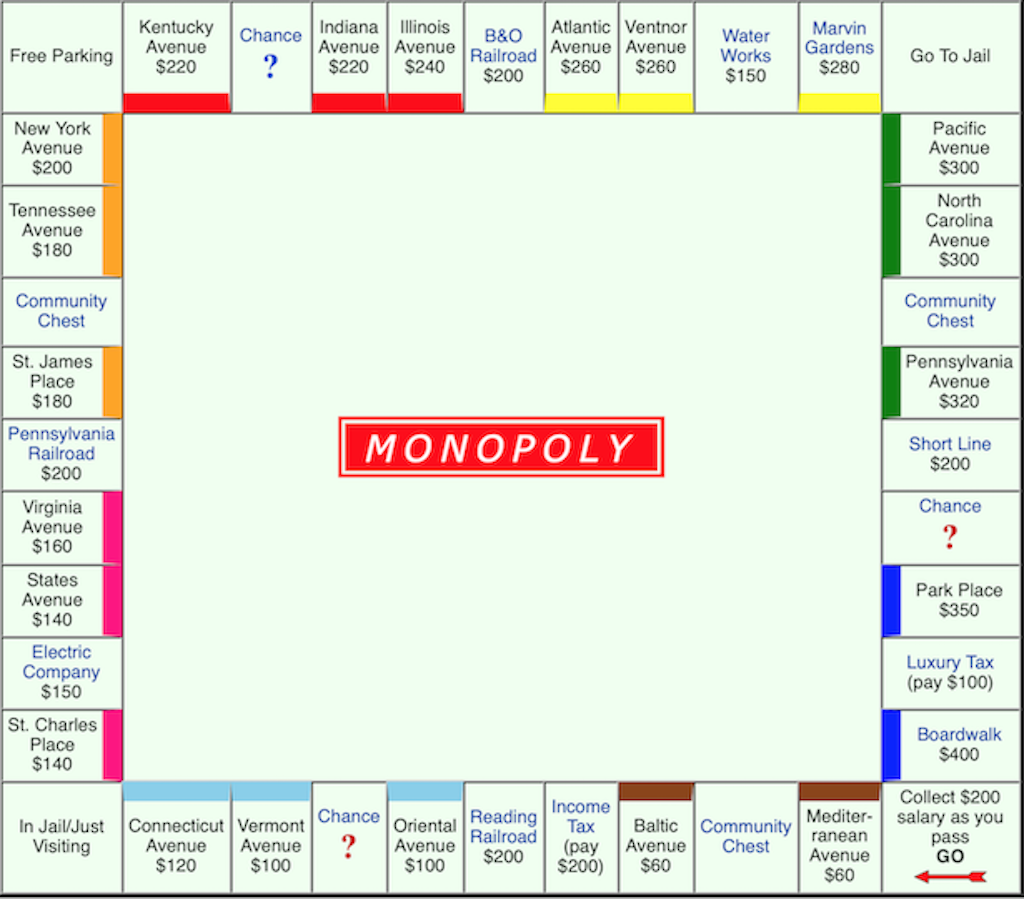 Free Parking
Kentucky
Avenue
$220
Chance
?
Indiana
Avenue
$220
Illinois
Avenue
$240
B&O
Railroad
$200
Atlantic
Avenue
$260
Ventnor
Avenue
$260
Water
Works
$150
Marvin
Gardens
$280
Go To Jail
New York
Avenue
$200
Pacific
Avenue
$300
Tennessee
Avenue
$180
North
Carolina
Avenue
$300
Community
Chest
Community
Chest
St. James
Place
$180
Pennsylvania
Avenue
$320
MONOPOLY
Pennsylvania
Railroad
$200
Short Line
$200
Virginia
Avenue
$160
Chance
?
States
Avenue
$140
Park Place
$350
Electric
Company
$150
Luxury Tax
(pay $100)
St. Charles
Place
$140
Boardwalk
$400
In Jail/Just
Visiting
Connecticut
Avenue
$120
Vermont
Avenue
$100
Chance
?
Oriental
Avenue
$100
Reading
Railroad
$200
Income
Tax
(pay
$200)
Baltic
Avenue
$60
Community
Chest
Mediter-
ranean
Avenue
$60
Collect $200
salary as you
pass
GO